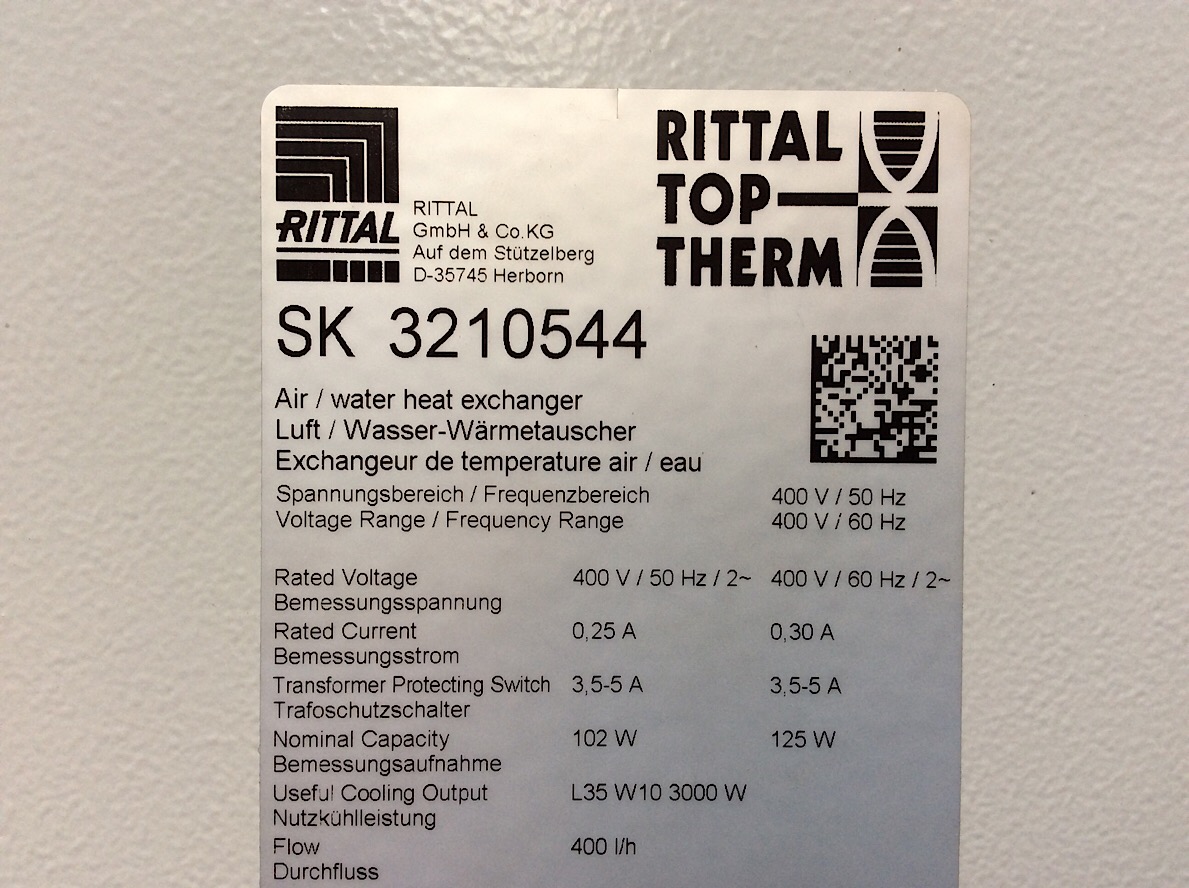 RITTAL
RITTAL
GmbH & Co.KG
Auf dem Stützelberg
D-35745 Herborn
RITTAL
TOP
THERM
SK 3210544
Air / water heat exchanger
Luft / Wasser-Wärmetauscher
Exchangeur de temperature air / eau
Spannungsbereich / Frequenzbereich 400 V / 50 Hz
Voltage Range / Frequency Range 400 V / 60 Hz
Rated Voltage 400 V / 50 Hz / 2~ 400 V / 60 Hz / 2~
Bemessungsspannung
Rated Current 0,25 A 0,30 A
Bemessungsstrom
Transformer Protecting Switch 3,5-5 A 3,5-5 A
Trafoschutzschalter
Nominal Capacity 102 W 125 W
Bemessungsaufnahme
Useful Cooling Output L35 W10 3000 W
Nutzkühlleistung
Flow 400 l/h
Durchfluss